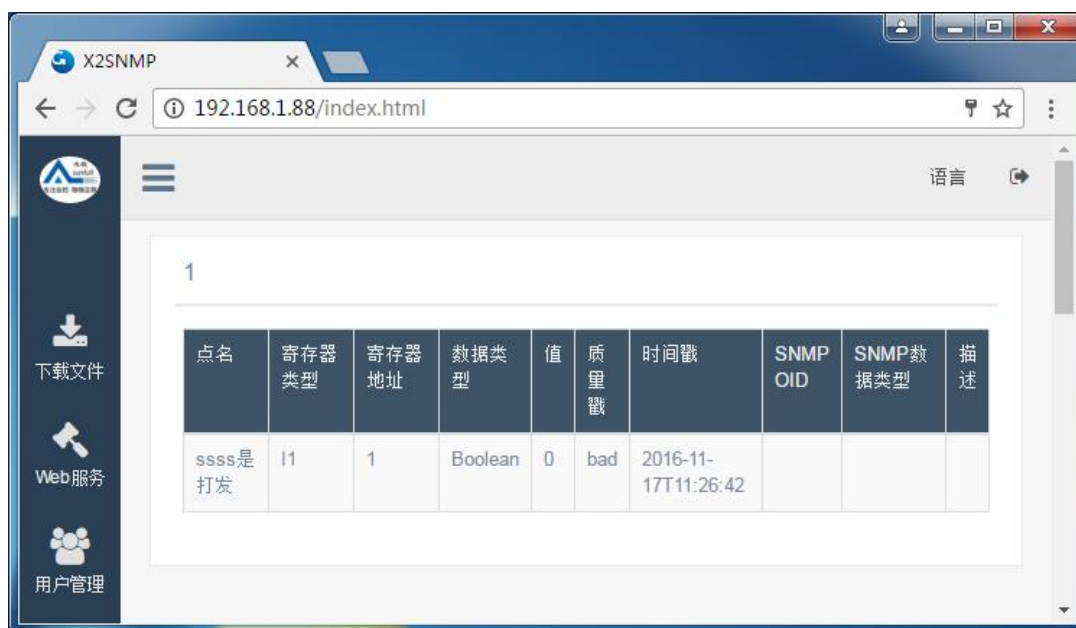 X2SNMP
192.168.1.88/index.html
语言
1
下载文件
Web服务
用户管理
点名
寄存器
类型
寄存器
地址
数据类
型
值
质
量
戳
时间戳
SNMP
OID
SNMP数
据类型
描
述
ssss是
打发
I1
1
Boolean
0
bad
2016-11-
17T11:26:42